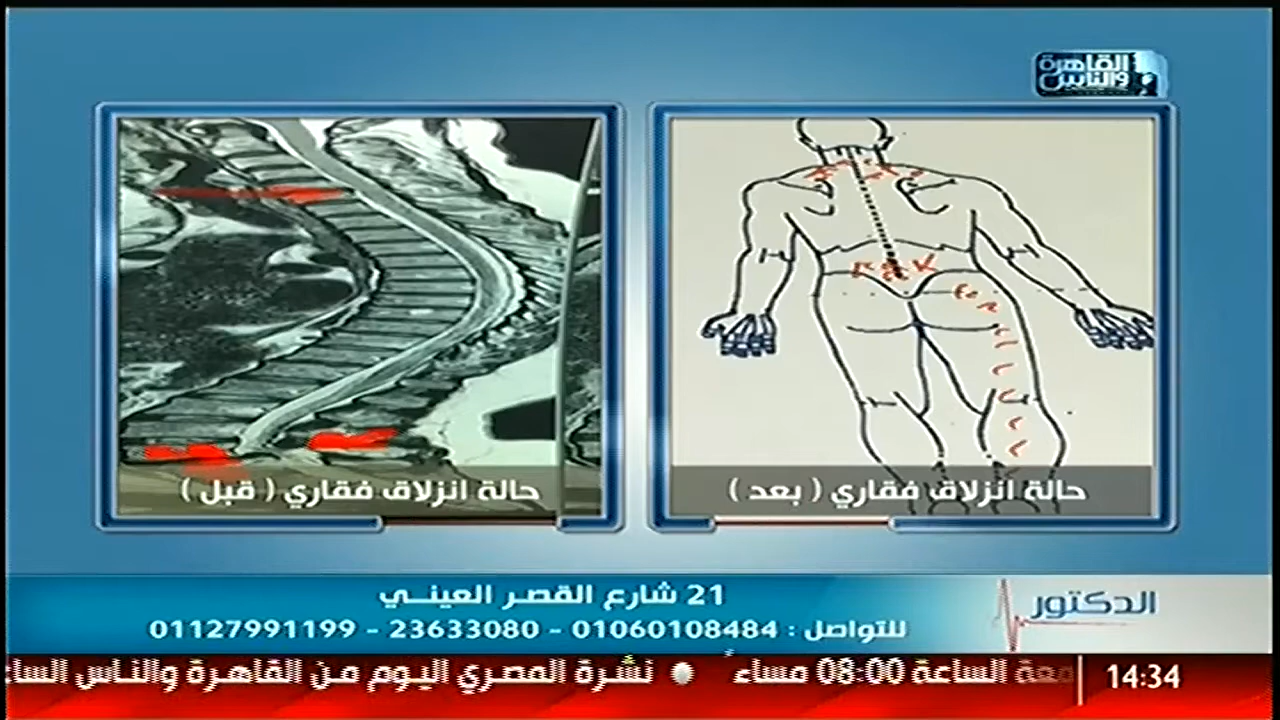 القاهرة
والناس
حالة انزلاق فقاري ( قبل )
حالة انزلاق فقاري ( بعد )
21 شارع القصر العيني
للتواصل : 01060108484 - 23633080 - 01127991199
الدكتور
الساعة 08:00 مساءً ● نشرة المصري اليوم من القاهرة والناس
14:34